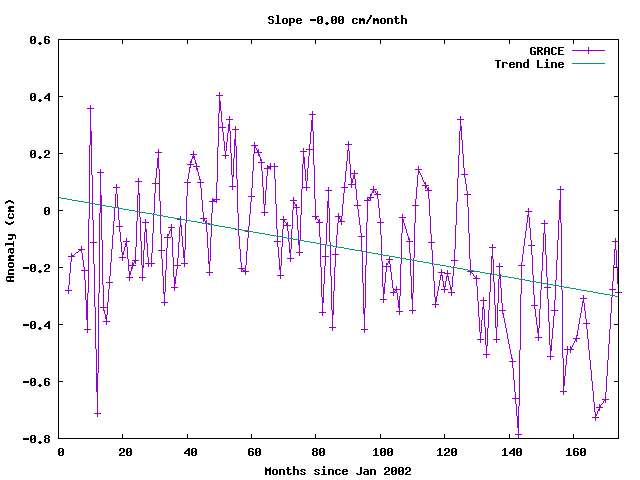 Slope -0.00 cm/month
GRACE
Trend Line
0.6
0.4
0.2
0
-0.2
-0.4
-0.6
-0.8
Anomaly (cm)
0 20 40 60 80 100 120 140 160
Months since Jan 2002